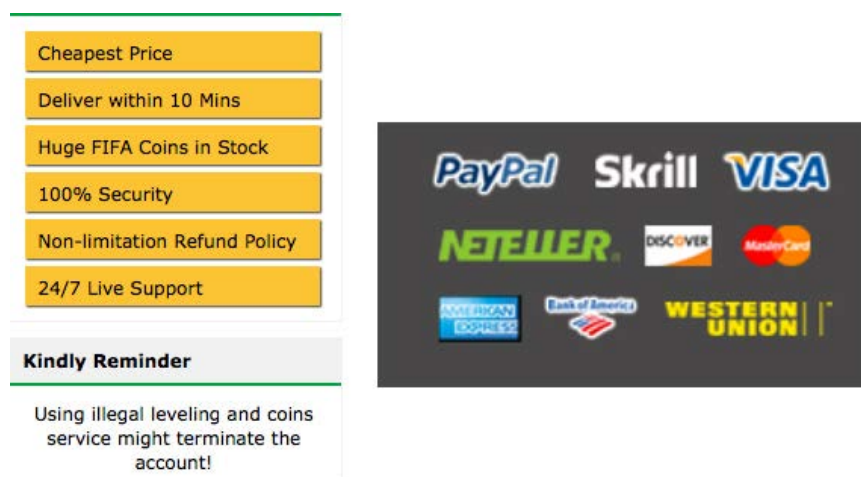 Cheapest Price
Deliver within 10 Mins
Huge FIFA Coins in Stock
100% Security
Non-limitation Refund Policy
24/7 Live Support
Kindly Reminder
Using illegal leveling and coins
service might terminate the
account!
PayPal Skrill VISA
NETELLER. DISCOVER MasterCard
AMERICAN
EXPRESS
Bank of America
WESTERN
UNION